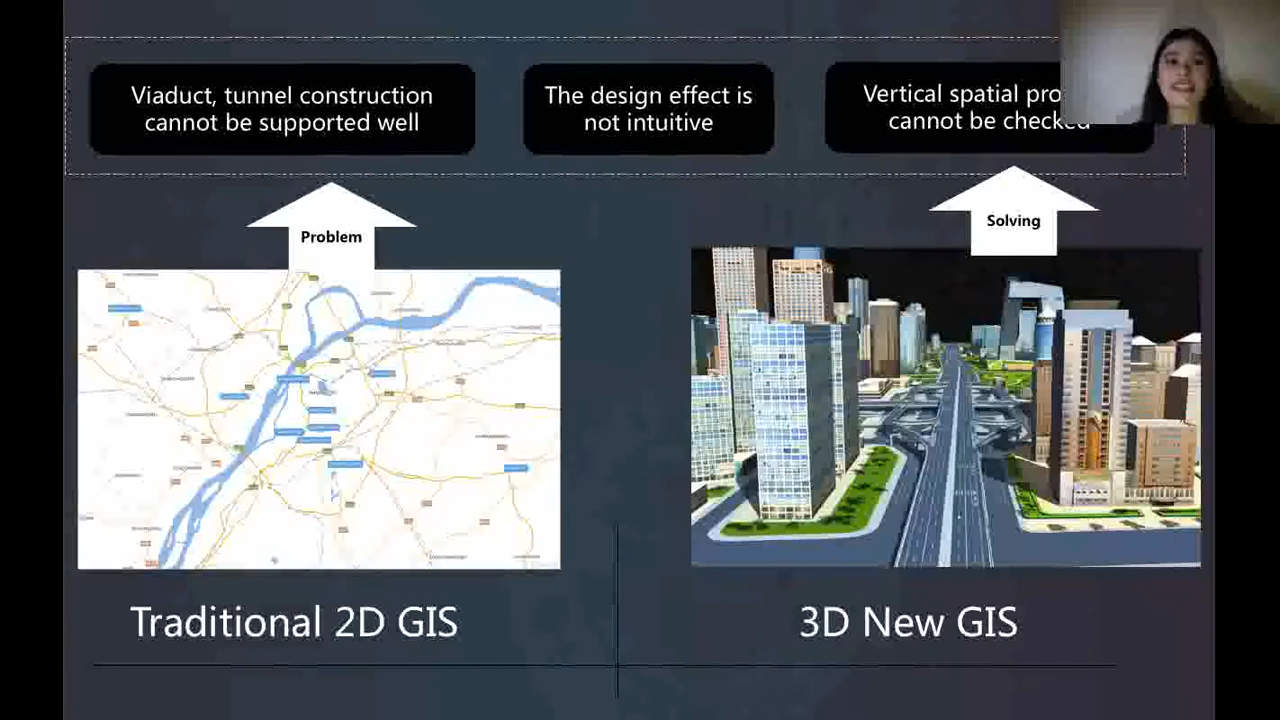 Viaduct, tunnel construction
cannot be supported well
The design effect is
not intuitive
Vertical spatial pro
cannot be checked
Problem
Solving
Traditional 2D GIS
3D New GIS